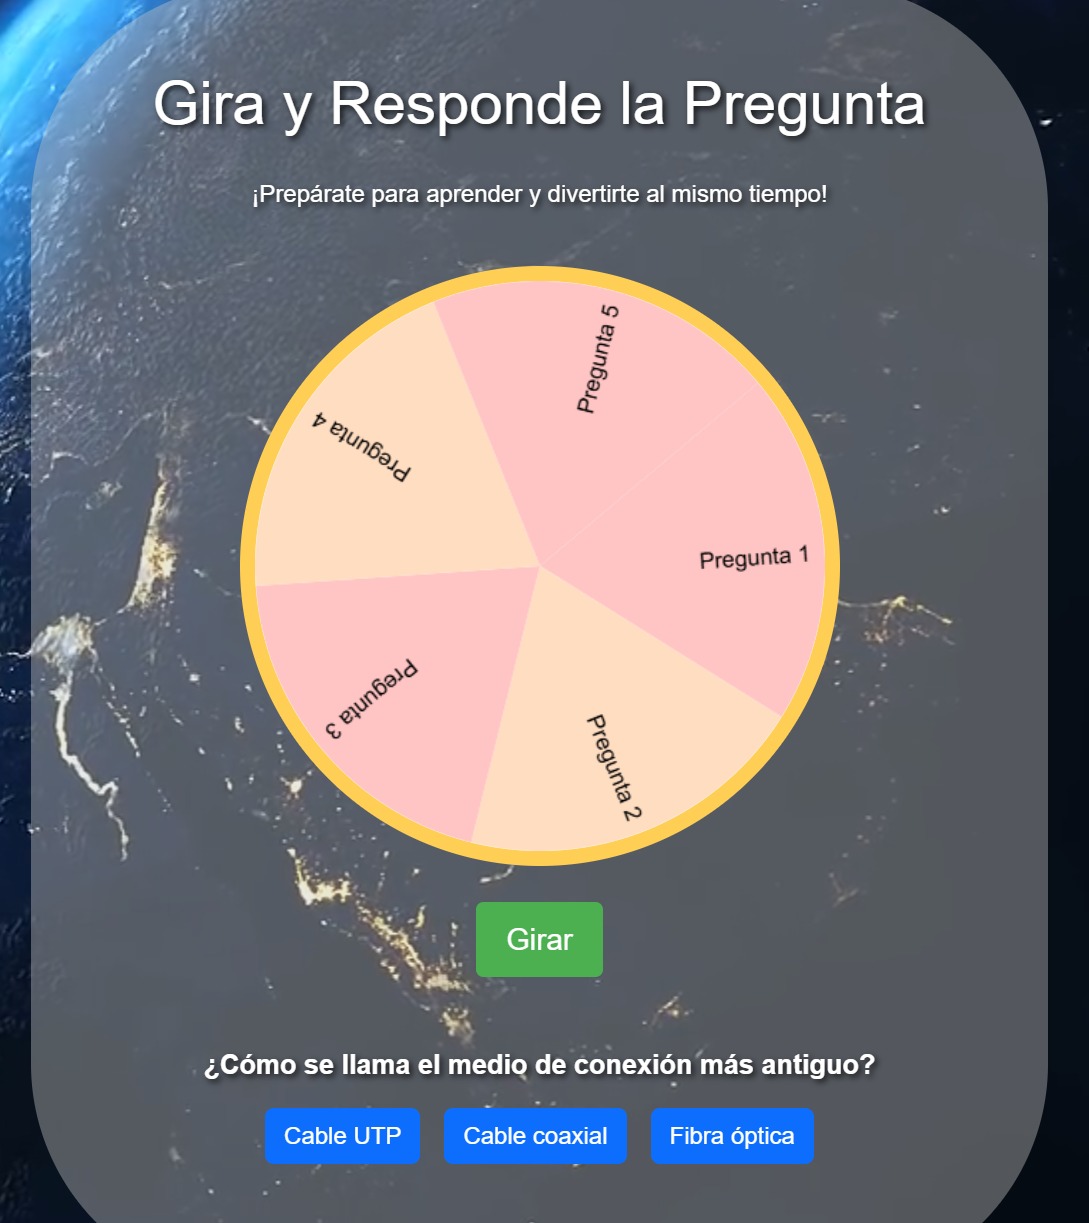 Gira y Responde la Pregunta
¡Prepárate para aprender y divertirte al mismo tiempo!
Pregunta 5
Pregunta 4
Pregunta 1
Pregunta 3
Pregunta 2
Girar
¿Cómo se llama el medio de conexión más antiguo?
Cable UTP
Cable coaxial
Fibra óptica